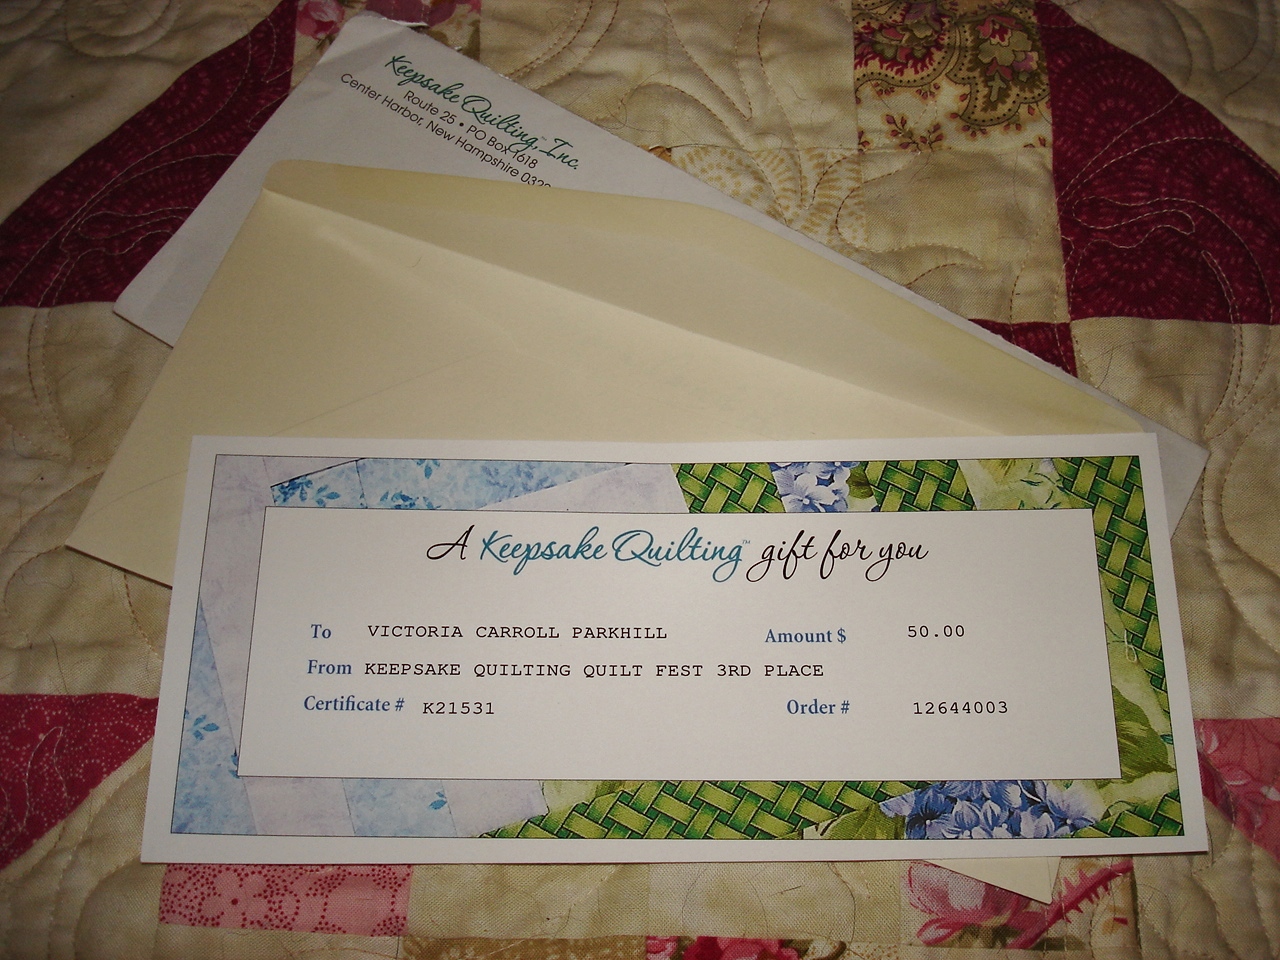 Keepsake Quilting, Inc.
Route 25 • PO Box 1618
Center Harbor, New Hampshire
A Keepsake Quilting™ gift for you
To VICTORIA CARROLL PARKHILL Amount $ 50.00
From KEEPSAKE QUILTING QUILT FEST 3RD PLACE
Certificate # K21531 Order # 12644003